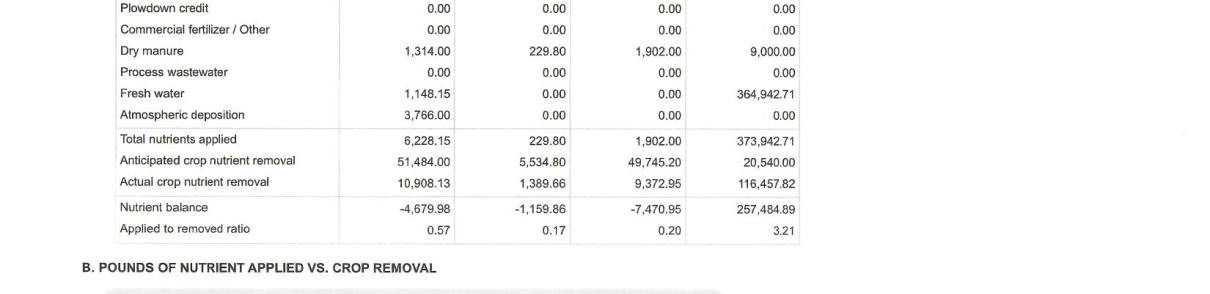 Plowdown credit 0.00 0.00 0.00 0.00
Commercial fertilizer / Other 0.00 0.00 0.00 0.00
Dry manure 1,314.00 229.80 1,902.00 9,000.00
Process wastewater 0.00 0.00 0.00 0.00
Fresh water 1,148.15 0.00 0.00 364,942.71
Atmospheric deposition 3,766.00 0.00 0.00 0.00
Total nutrients applied 6,228.15 229.80 1,902.00 373,942.71
Anticipated crop nutrient removal 51,484.00 5,534.80 49,745.20 20,540.00
Actual crop nutrient removal 10,908.13 1,389.66 9,372.95 116,457.82
Nutrient balance -4,679.98 -1,159.86 -7,470.95 257,484.89
Applied to removed ratio 0.57 0.17 0.20 3.21
B. POUNDS OF NUTRIENT APPLIED VS. CROP REMOVAL